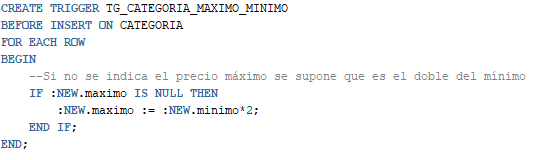 CREATE TRIGGER TG_CATEGORIA_MAXIMO_MINIMO
BEFORE INSERT ON CATEGORIA
FOR EACH ROW
BEGIN
    --Si no se indica el precio máximo se supone que es el doble del mínimo
    IF :NEW.maximo IS NULL THEN
        :NEW.maximo := :NEW.minimo*2;
    END IF;
END;